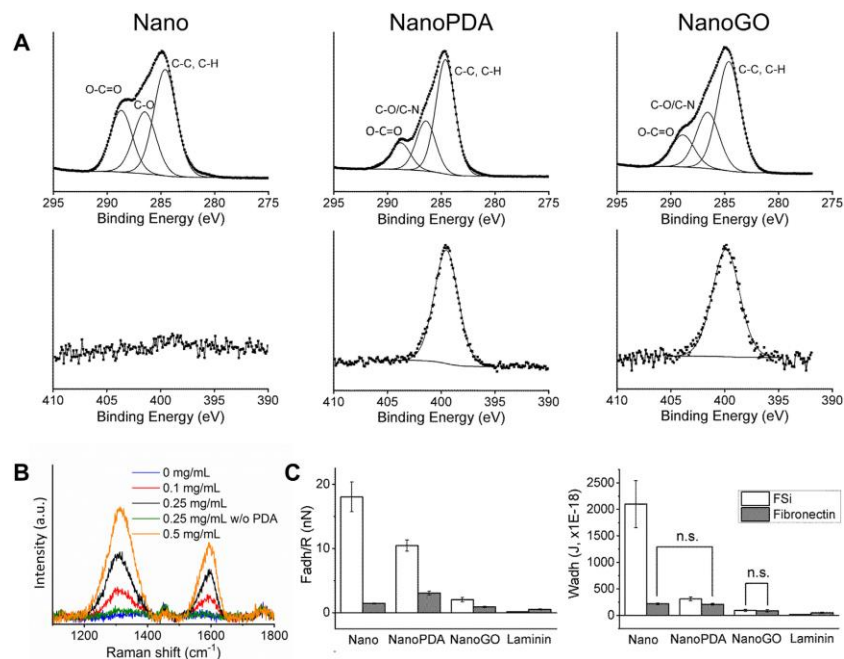 Nano
NanoPDA
NanoGO
A
O-C=O
C-O
C-C, C-H
C-O/C-N
O-C=O
C-C, C-H
C-O/C-N
O-C=O
C-C, C-H
295 290 285 280 275
Binding Energy (eV)
295 290 285 280 275
Binding Energy (eV)
295 290 285 280 275
Binding Energy (eV)
410 405 400 395 390
Binding Energy (eV)
410 405 400 395 390
Binding Energy (eV)
410 405 400 395 390
Binding Energy (eV)
B
Intensity (a.u.)
0 mg/mL
0.1 mg/mL
0.25 mg/mL
0.25 mg/mL w/o PDA
0.5 mg/mL
1200 1400 1600 1800
Raman shift (cm-1)
C
Fadh/R (nN)
20
10
0
Nano NanoPDA NanoGO Laminin
Wadh (J, x1E-18)
2500
2000
1500
1000
500
0
FSi
Fibronectin
n.s.
n.s.
Nano NanoPDA NanoGO Laminin